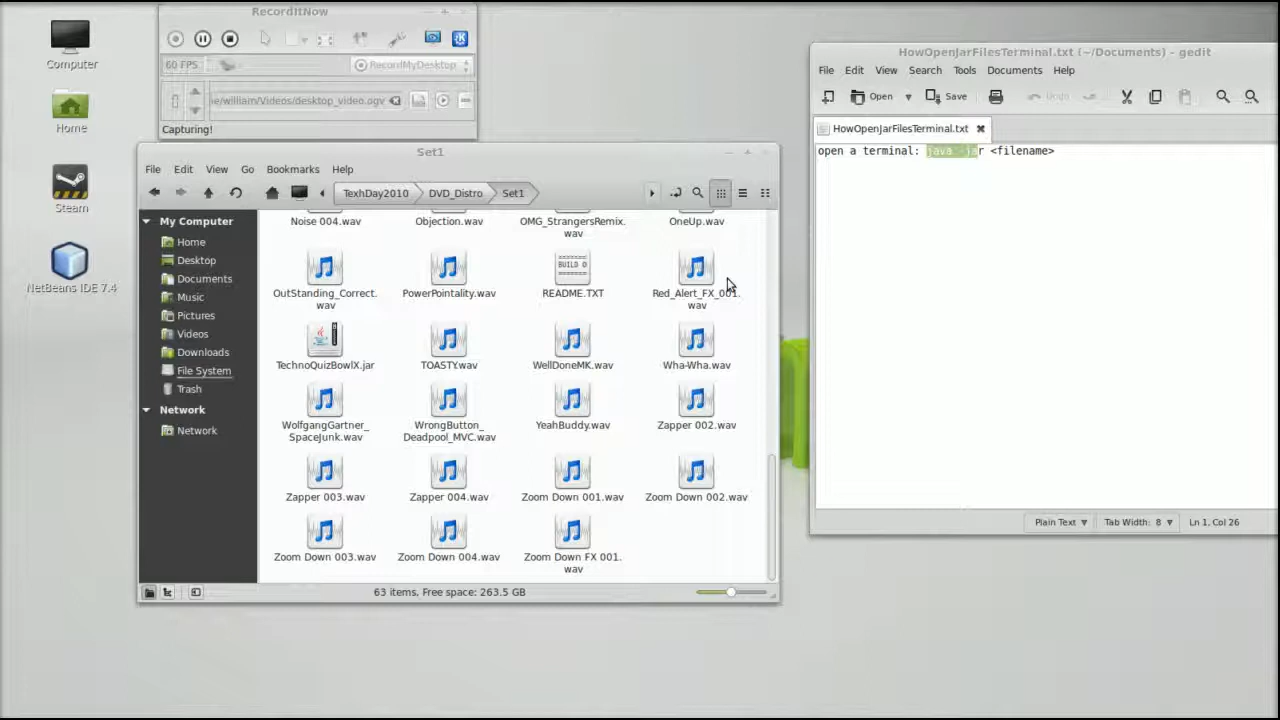 RecordItNow
Computer
60 FPS
RecordMyDesktop
e/william/Videos/desktop_video.ogv
Capturing!
Home
Steam
NetBeans IDE 7.4
Set1
File Edit View Go Bookmarks Help
TexhDay2010 DVD_Distro Set1
My Computer
Home
Desktop
Documents
Music
Pictures
Videos
Downloads
File System
Trash
Network
Network
Noise 004.wav
Objection.wav
OMG_StrangersRemix.
wav
OneUp.wav
OutStanding_Correct.
wav
PowerPointality.wav
BUILD O
README.TXT
Red_Alert_FX_001.
wav
TechnoQuizBowlX.jar
TOASTY.wav
WellDoneMK.wav
Wha-Wha.wav
WolfgangGartner_
SpaceJunk.wav
WrongButton_
Deadpool_MVC.wav
YeahBuddy.wav
Zapper 002.wav
Zapper 003.wav
Zapper 004.wav
Zoom Down 001.wav
Zoom Down 002.wav
Zoom Down 003.wav
Zoom Down 004.wav
Zoom Down FX 001.
wav
63 items, Free space: 263.5 GB
HowOpenJarFilesTerminal.txt (~/Documents) - gedit
File Edit View Search Tools Documents Help
Open Save Undo
HowOpenJarFilesTerminal.txt
open a terminal: java -jar <filename>
Plain Text Tab Width: 8 Ln 1, Col 26